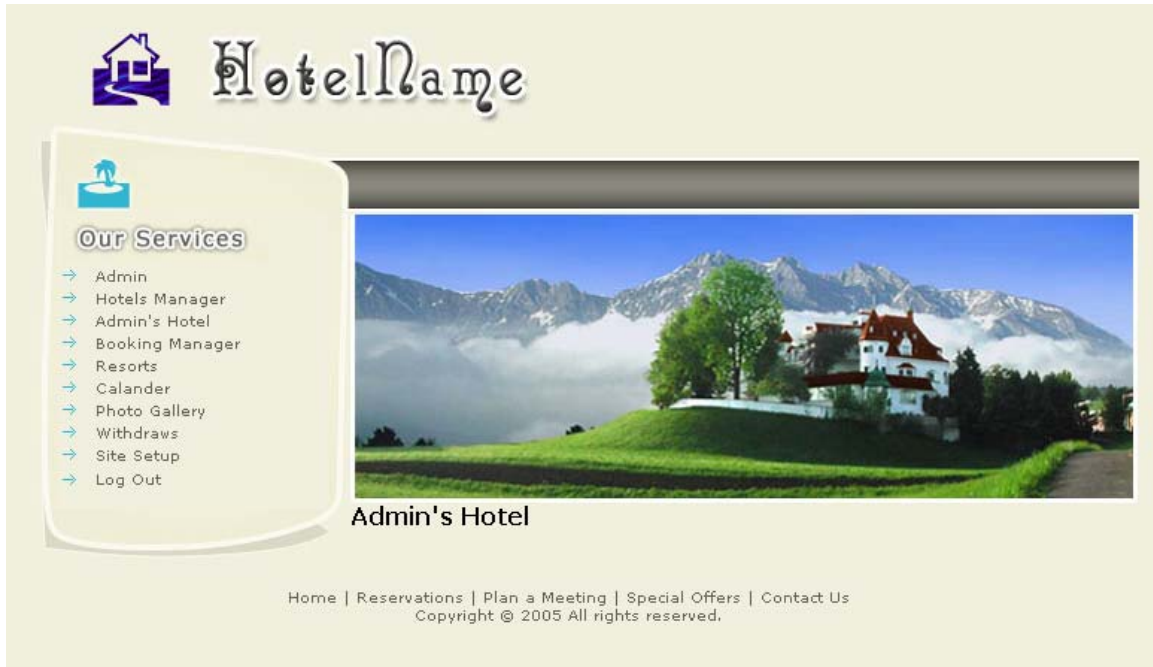 HotelName
Our Services
Admin
Hotels Manager
Admin's Hotel
Booking Manager
Resorts
Calander
Photo Gallery
Withdraws
Site Setup
Log Out
Admin's Hotel
Home | Reservations | Plan a Meeting | Special Offers | Contact Us
Copyright © 2005 All rights reserved.